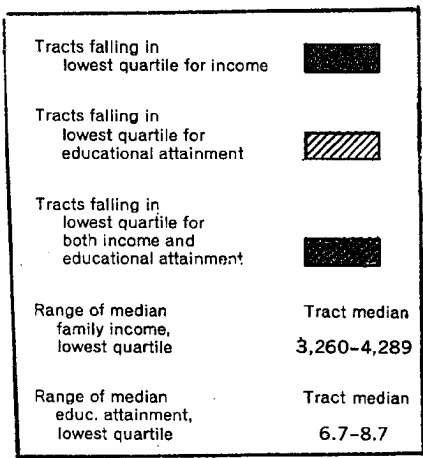 Tracts falling in
lowest quartile for income
Tracts falling in
lowest quartile for
educational attainment
Tracts falling in
lowest quartile for
both income and
educational attainment
Range of median Tract median
family income,
lowest quartile 3,260-4,289
Range of median Tract median
educ. attainment,
lowest quartile 6.7-8.7